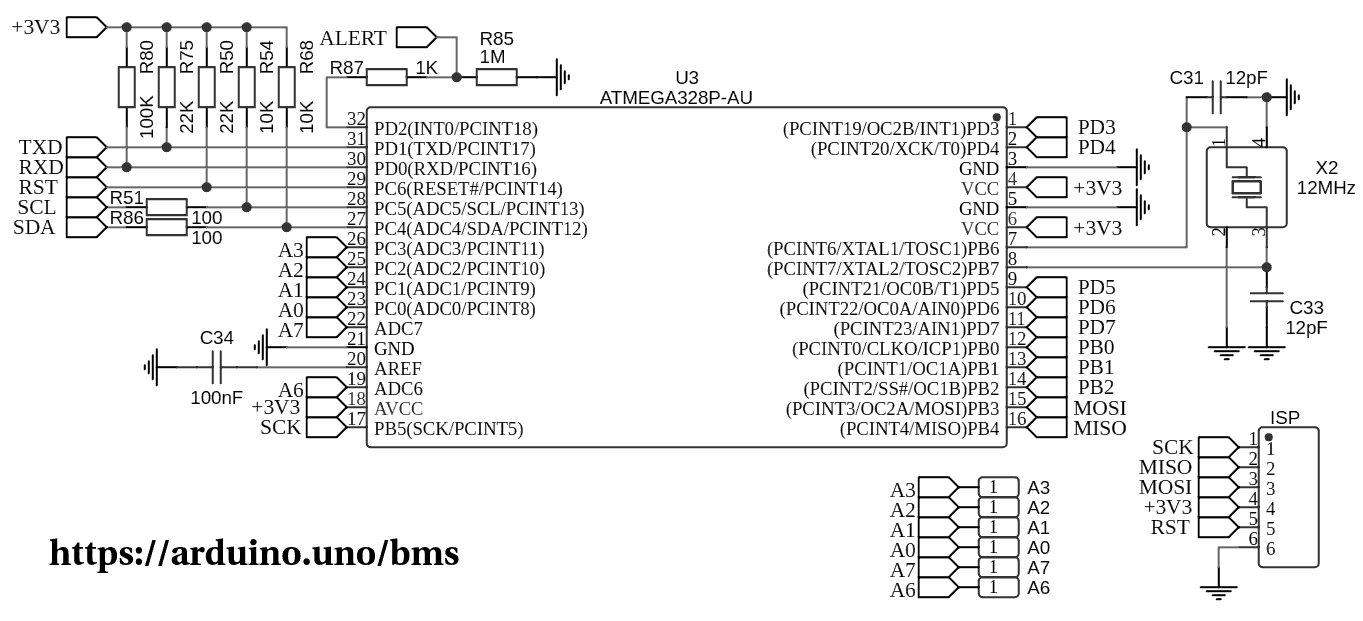 +3V3
R80
100K
R75
22K
R50
22K
R54
10K
R68
10K
ALERT
R87
1K
R85
1M
U3
ATMEGA328P-AU
TXD
RXD
RST
SCL
SDA
R51
100
R86
100
32 PD2(INT0/PCINT18)
31 PD1(TXD/PCINT17)
30 PD0(RXD/PCINT16)
29 PC6(RESET#/PCINT14)
28 PC5(ADC5/SCL/PCINT13)
27 PC4(ADC4/SDA/PCINT12)
A3 26 PC3(ADC3/PCINT11)
A2 25 PC2(ADC2/PCINT10)
A1 24 PC1(ADC1/PCINT9)
A0 23 PC0(ADC0/PCINT8)
A7 22 ADC7
21 GND
20 AREF
A6 19 ADC6
+3V3 18 AVCC
SCK 17 PB5(SCK/PCINT5)
C34
100nF
(PCINT19/OC2B/INT1)PD3 1 PD3
(PCINT20/XCK/T0)PD4 2 PD4
GND 3
VCC 4 +3V3
GND 5
VCC 6 +3V3
(PCINT6/XTAL1/TOSC1)PB6 7
(PCINT7/XTAL2/TOSC2)PB7 8
(PCINT21/OC0B/T1)PD5 9 PD5
(PCINT22/OC0A/AIN0)PD6 10 PD6
(PCINT23/AIN1)PD7 11 PD7
(PCINT0/CLKO/ICP1)PB0 12 PB0
(PCINT1/OC1A)PB1 13 PB1
(PCINT2/SS#/OC1B)PB2 14 PB2
(PCINT3/OC2A/MOSI)PB3 15 MOSI
(PCINT4/MISO)PB4 16 MISO
C31
12pF
1
4
X2
12MHz
2
3
C33
12pF
ISP
SCK 1 1
MISO 2 2
MOSI 3 3
+3V3 4 4
RST 5 5
6 6
A3 1 A3
A2 1 A2
A1 1 A1
A0 1 A0
A7 1 A7
A6 1 A6
https://arduino.uno/bms